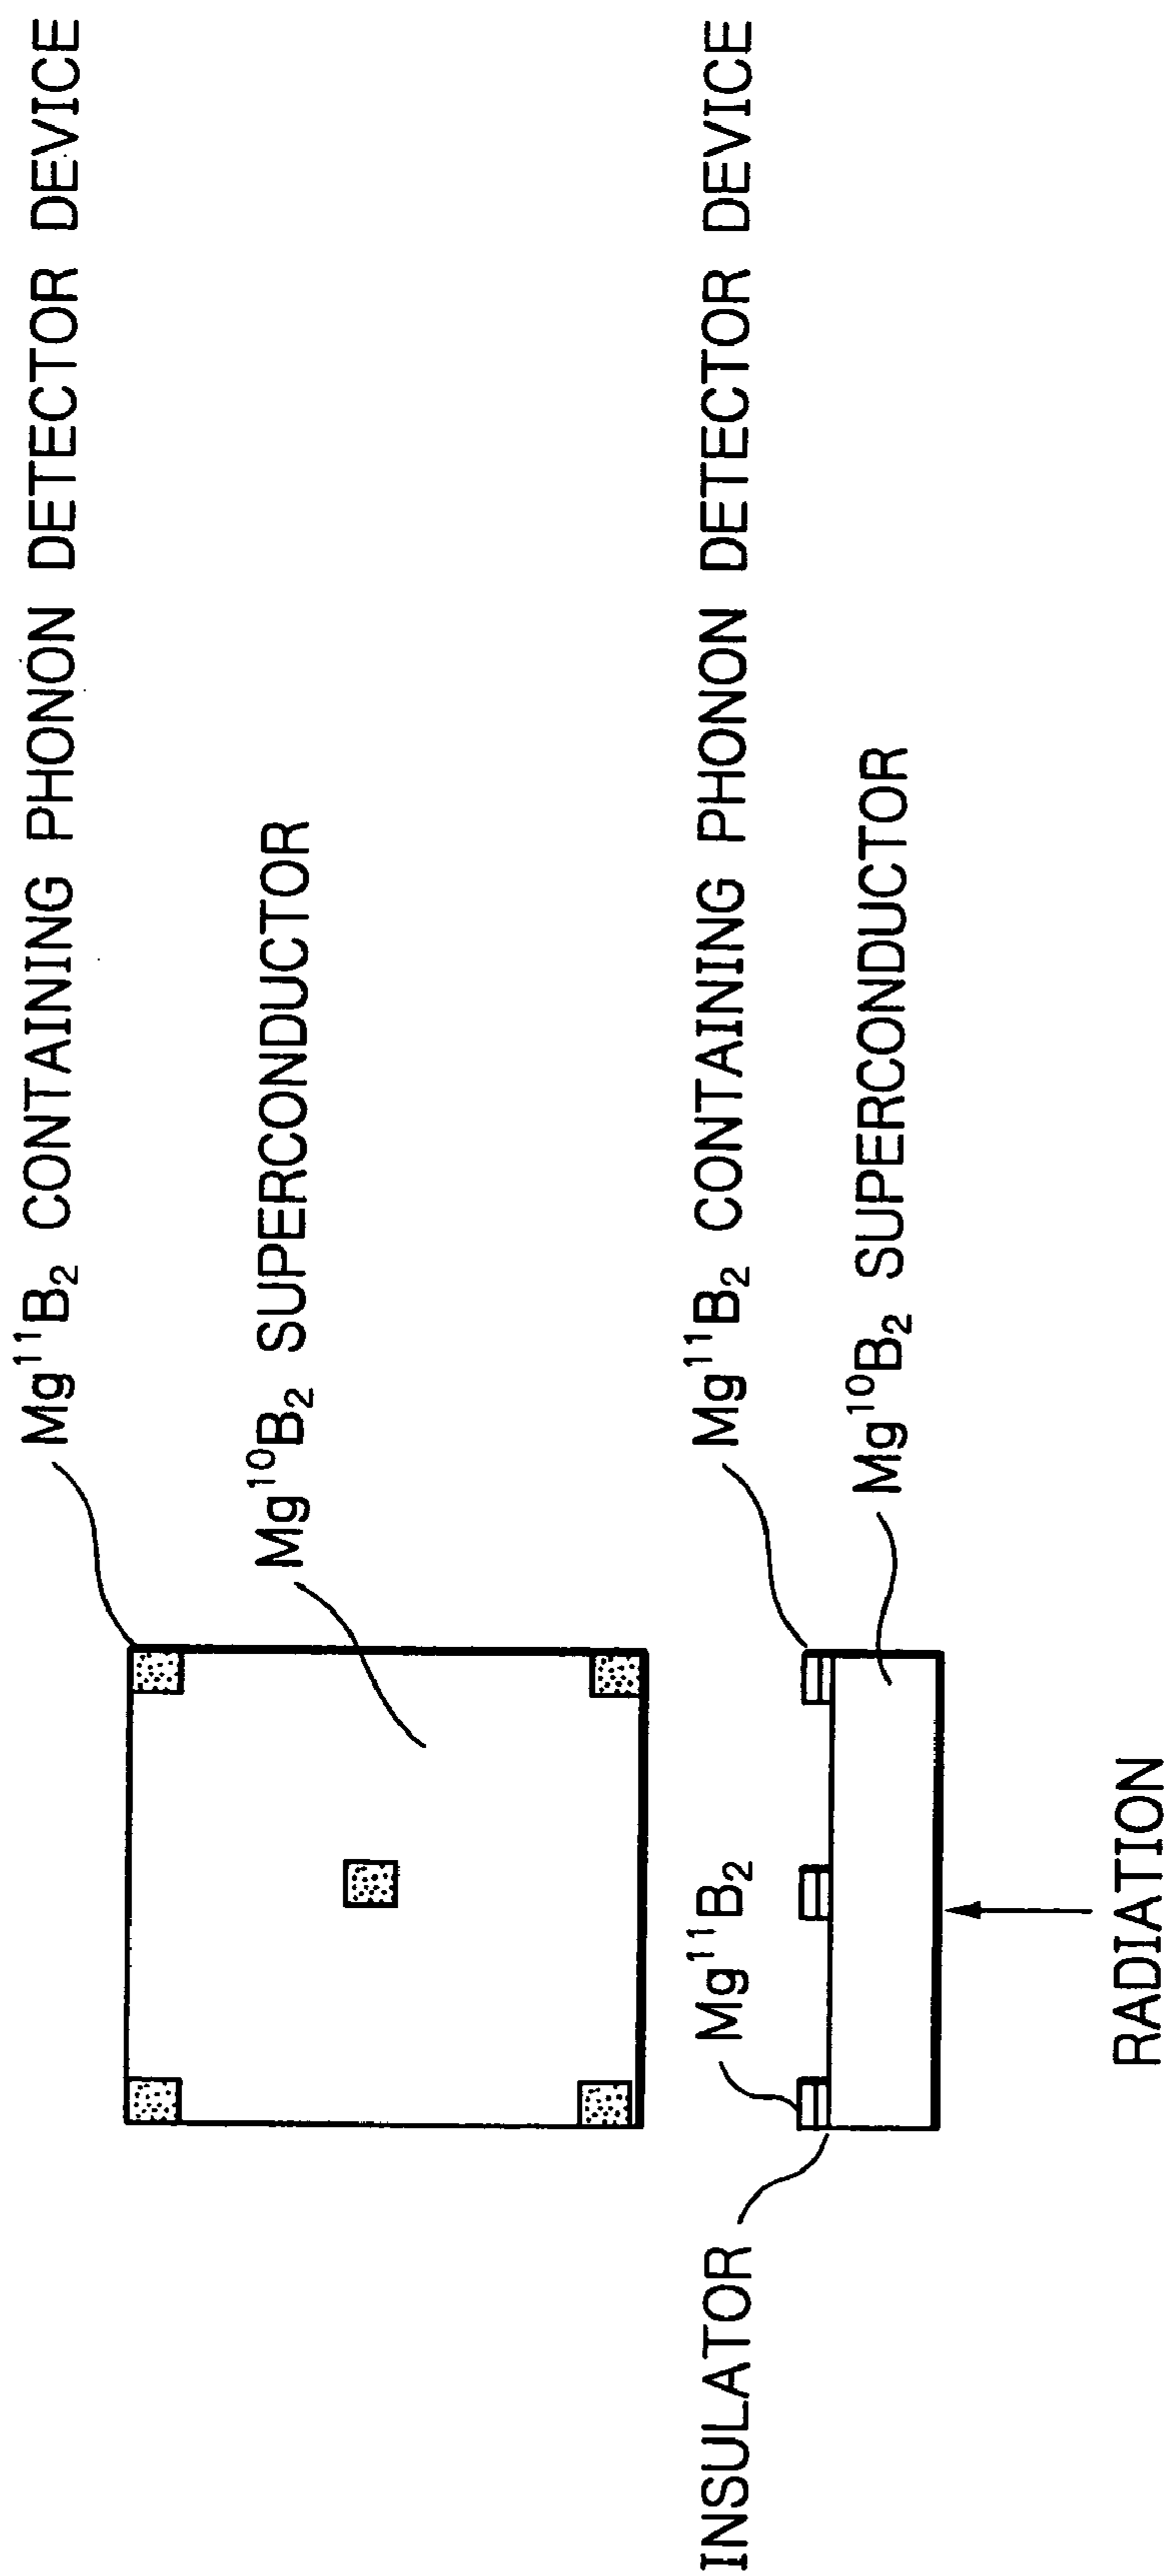 Mg¹¹B₂ CONTAINING PHONON DETECTOR DEVICE
Mg¹⁰B₂ SUPERCONDUCTOR
Mg¹¹B₂ CONTAINING PHONON DETECTOR DEVICE
INSULATOR
Mg¹¹B₂
Mg¹⁰B₂ SUPERCONDUCTOR
RADIATION